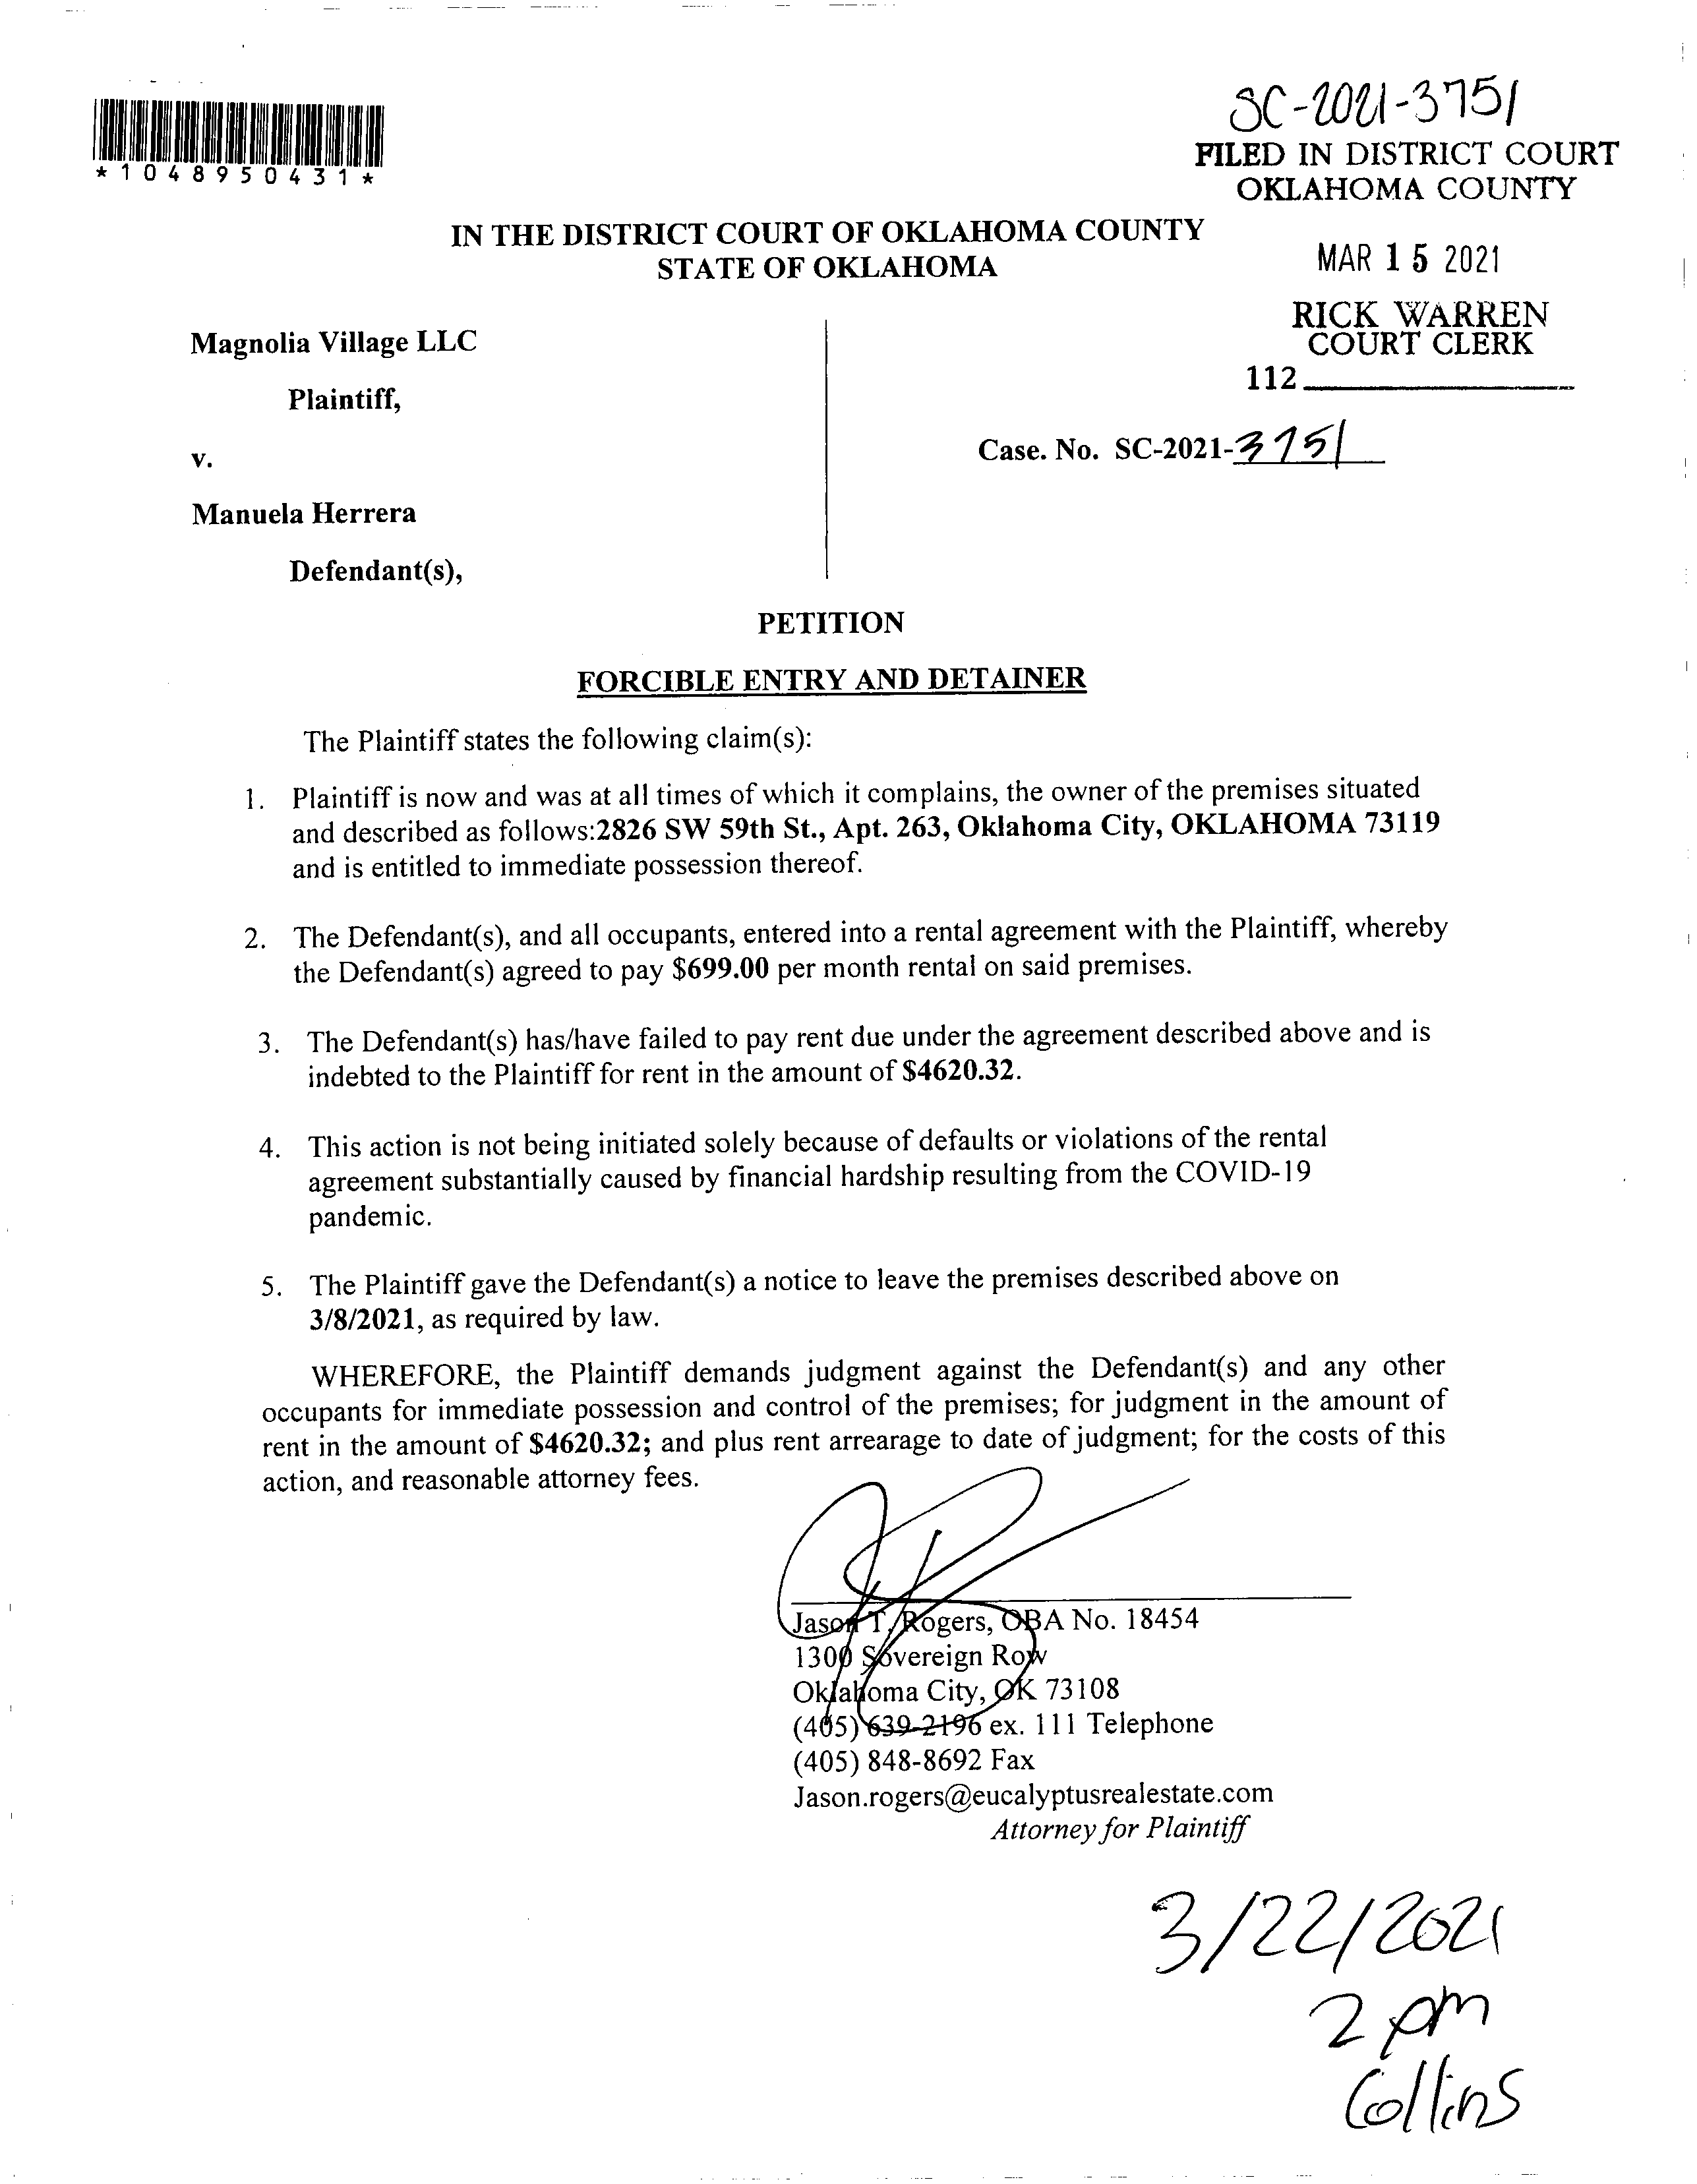 SC-2021-3751
FILED IN DISTRICT COURT
OKLAHOMA COUNTY
*1048950431*
IN THE DISTRICT COURT OF OKLAHOMA COUNTY
STATE OF OKLAHOMA
MAR 15 2021
RICK WARREN
COURT CLERK
112
Magnolia Village LLC
Plaintiff,
v.
Case. No. SC-2021-3751
Manuela Herrera
Defendant(s),
PETITION
FORCIBLE ENTRY AND DETAINER
The Plaintiff states the following claim(s):
1. Plaintiff is now and was at all times of which it complains, the owner of the premises situated
and described as follows:2826 SW 59th St., Apt. 263, Oklahoma City, OKLAHOMA 73119
and is entitled to immediate possession thereof.
2. The Defendant(s), and all occupants, entered into a rental agreement with the Plaintiff, whereby
the Defendant(s) agreed to pay $699.00 per month rental on said premises.
3. The Defendant(s) has/have failed to pay rent due under the agreement described above and is
indebted to the Plaintiff for rent in the amount of $4620.32.
4. This action is not being initiated solely because of defaults or violations of the rental
agreement substantially caused by financial hardship resulting from the COVID-19
pandemic.
5. The Plaintiff gave the Defendant(s) a notice to leave the premises described above on
3/8/2021, as required by law.
WHEREFORE, the Plaintiff demands judgment against the Defendant(s) and any other
occupants for immediate possession and control of the premises; for judgment in the amount of
rent in the amount of $4620.32; and plus rent arrearage to date of judgment; for the costs of this
action, and reasonable attorney fees.
Jason T. Rogers, OBA No. 18454
1300 Sovereign Row
Oklahoma City, OK 73108
(405) 639-2196 ex. 111 Telephone
(405) 848-8692 Fax
Jason.rogers@eucalyptusrealestate.com
Attorney for Plaintiff
3/22/2021
2 pm
Collins